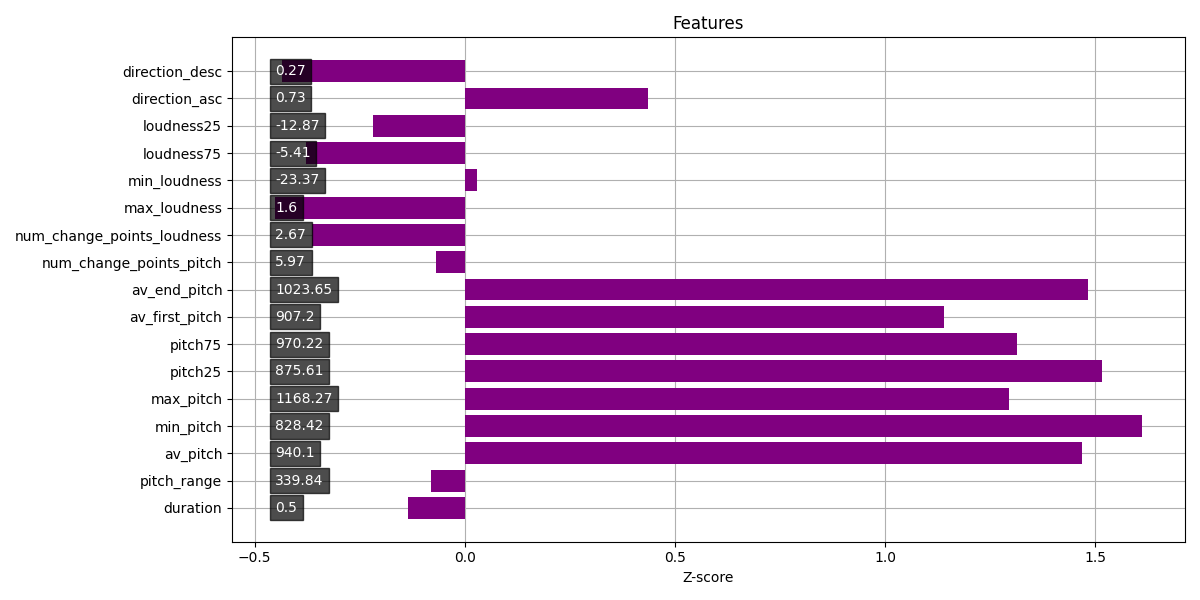 Features
direction_desc 0.27
direction_asc 0.73
loudness25 -12.87
loudness75 -5.41
min_loudness -23.37
max_loudness 1.6
num_change_points_loudness 2.67
num_change_points_pitch 5.97
av_end_pitch 1023.65
av_first_pitch 907.2
pitch75 970.22
pitch25 875.61
max_pitch 1168.27
min_pitch 828.42
av_pitch 940.1
pitch_range 339.84
duration 0.5
−0.5 0.0 0.5 1.0 1.5
Z-score